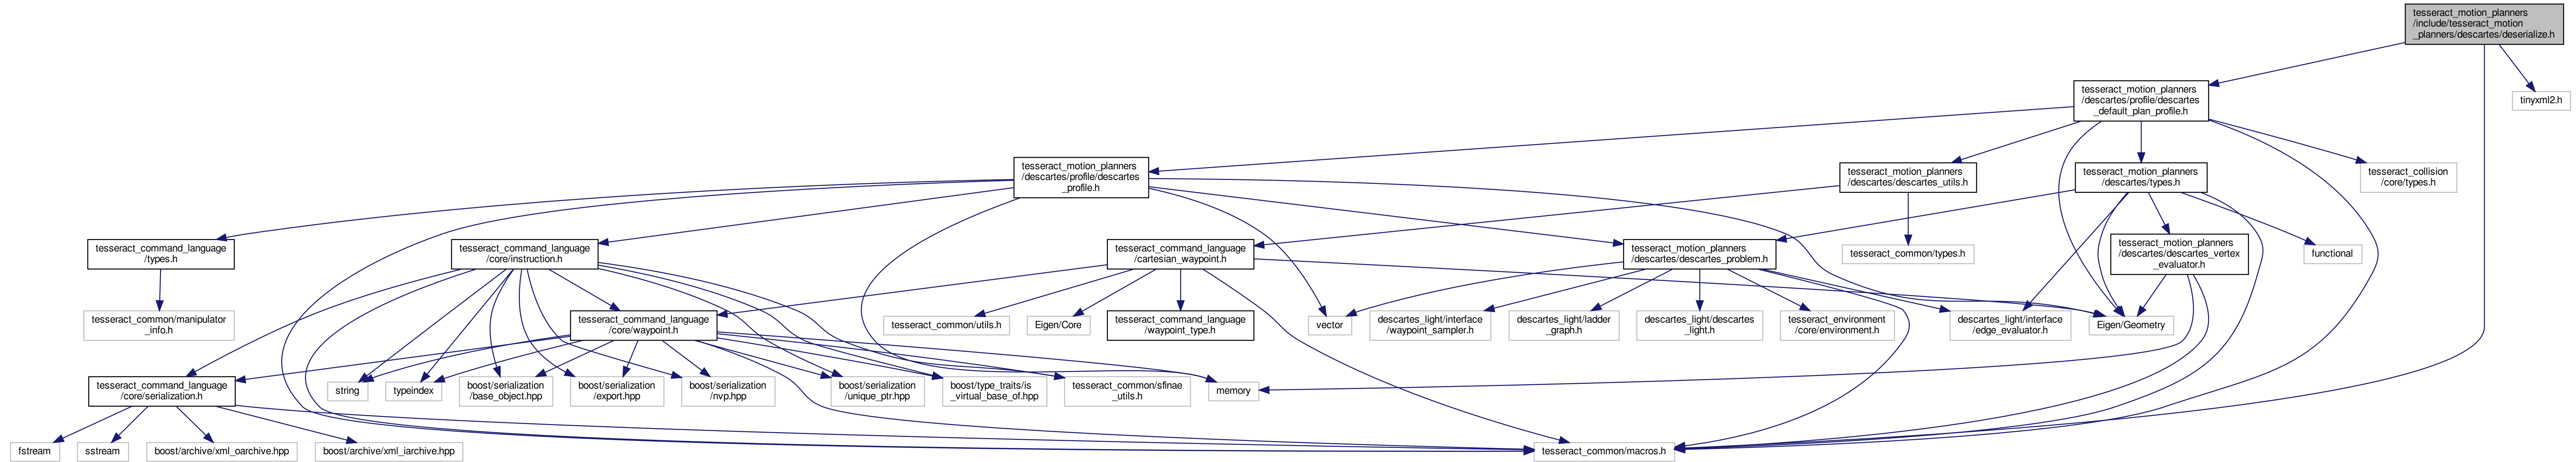 tesseract_motion_planners
/include/tesseract_motion
_planners/descartes/deserialize.h
tesseract_motion_planners
/descartes/profile/descartes
_default_plan_profile.h
tinyxml2.h
tesseract_motion_planners
/descartes/profile/descartes
_profile.h
tesseract_motion_planners
/descartes/descartes_utils.h
tesseract_motion_planners
/descartes/types.h
tesseract_collision
/core/types.h
tesseract_command_language
/types.h
tesseract_command_language
/core/instruction.h
tesseract_command_language
/cartesian_waypoint.h
tesseract_motion_planners
/descartes/descartes_problem.h
tesseract_common/types.h
tesseract_motion_planners
/descartes/descartes_vertex
_evaluator.h
functional
tesseract_common/manipulator
_info.h
tesseract_command_language
/core/waypoint.h
tesseract_common/utils.h
Eigen/Core
tesseract_command_language
/waypoint_type.h
vector
descartes_light/interface
/waypoint_sampler.h
descartes_light/ladder
_graph.h
descartes_light/descartes
_light.h
tesseract_environment
/core/environment.h
descartes_light/interface
/edge_evaluator.h
Eigen/Geometry
tesseract_command_language
/core/serialization.h
string
typeindex
boost/serialization
/base_object.hpp
boost/serialization
/export.hpp
boost/serialization
/nvp.hpp
boost/serialization
/unique_ptr.hpp
boost/type_traits/is
_virtual_base_of.hpp
tesseract_common/sfinae
_utils.h
memory
fstream
sstream
boost/archive/xml_oarchive.hpp
boost/archive/xml_iarchive.hpp
tesseract_common/macros.h